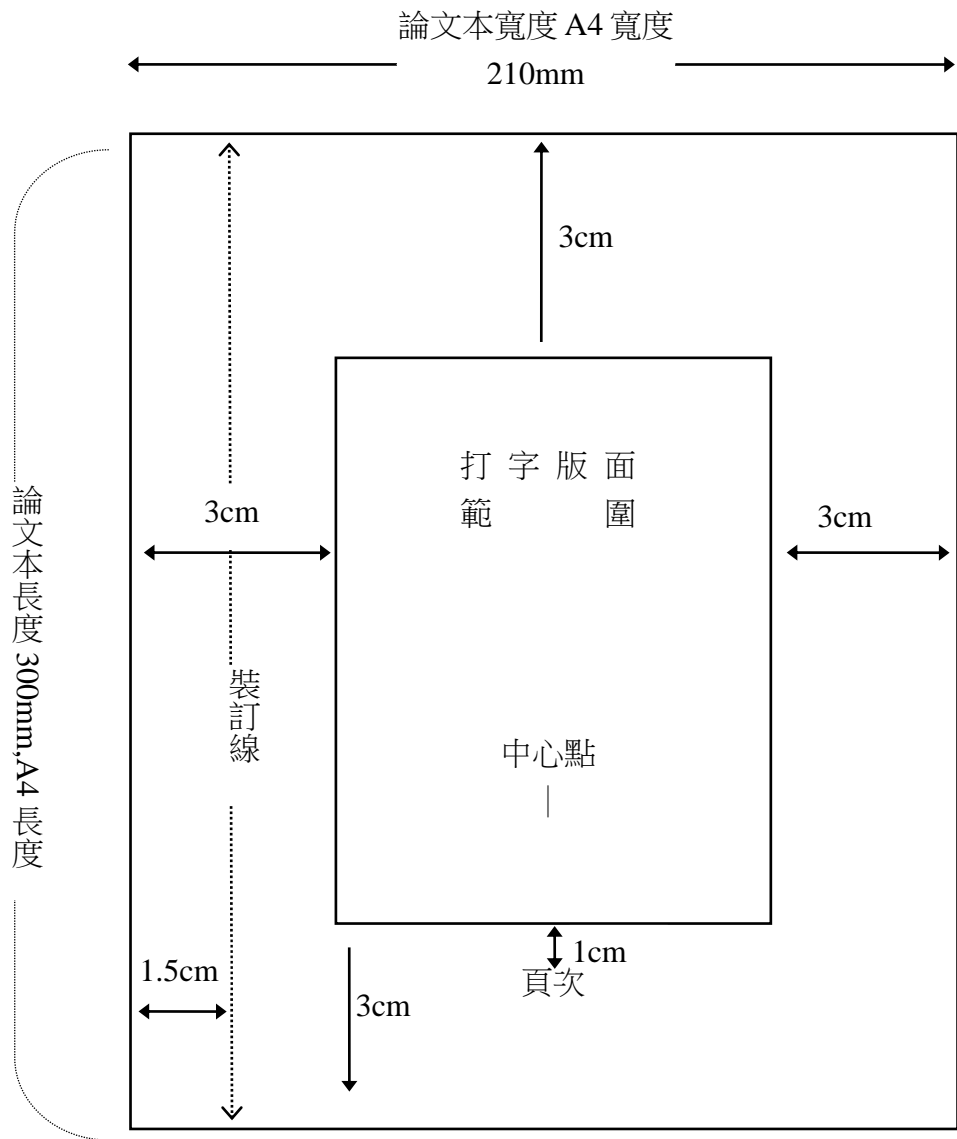 論文本寬度 A4 寬度
210mm
3cm
打 字 版 面
範 圍
3cm
3cm
論文本長度 300mm,A4 長度
裝訂線
中心點
|
1cm
頁次
1.5cm
3cm